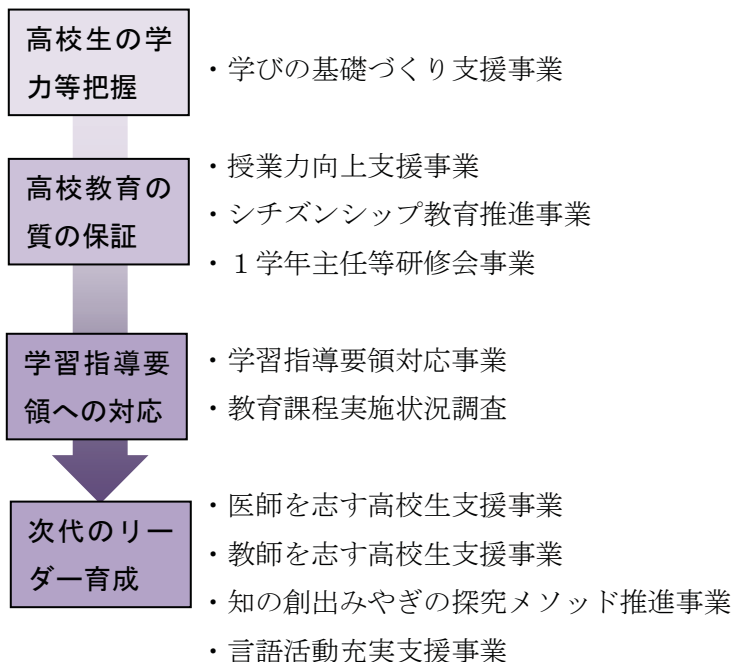 高校生の学
力等把握
・学びの基礎づくり支援事業
高校教育の
質の保証
・授業力向上支援事業
・シチズンシップ教育推進事業
・１学年主任等研修会事業
学習指導要
領への対応
・学習指導要領対応事業
・教育課程実施状況調査
次代のリー
ダー育成
・医師を志す高校生支援事業
・教師を志す高校生支援事業
・知の創出みやぎの探究メソッド推進事業
・言語活動充実支援事業